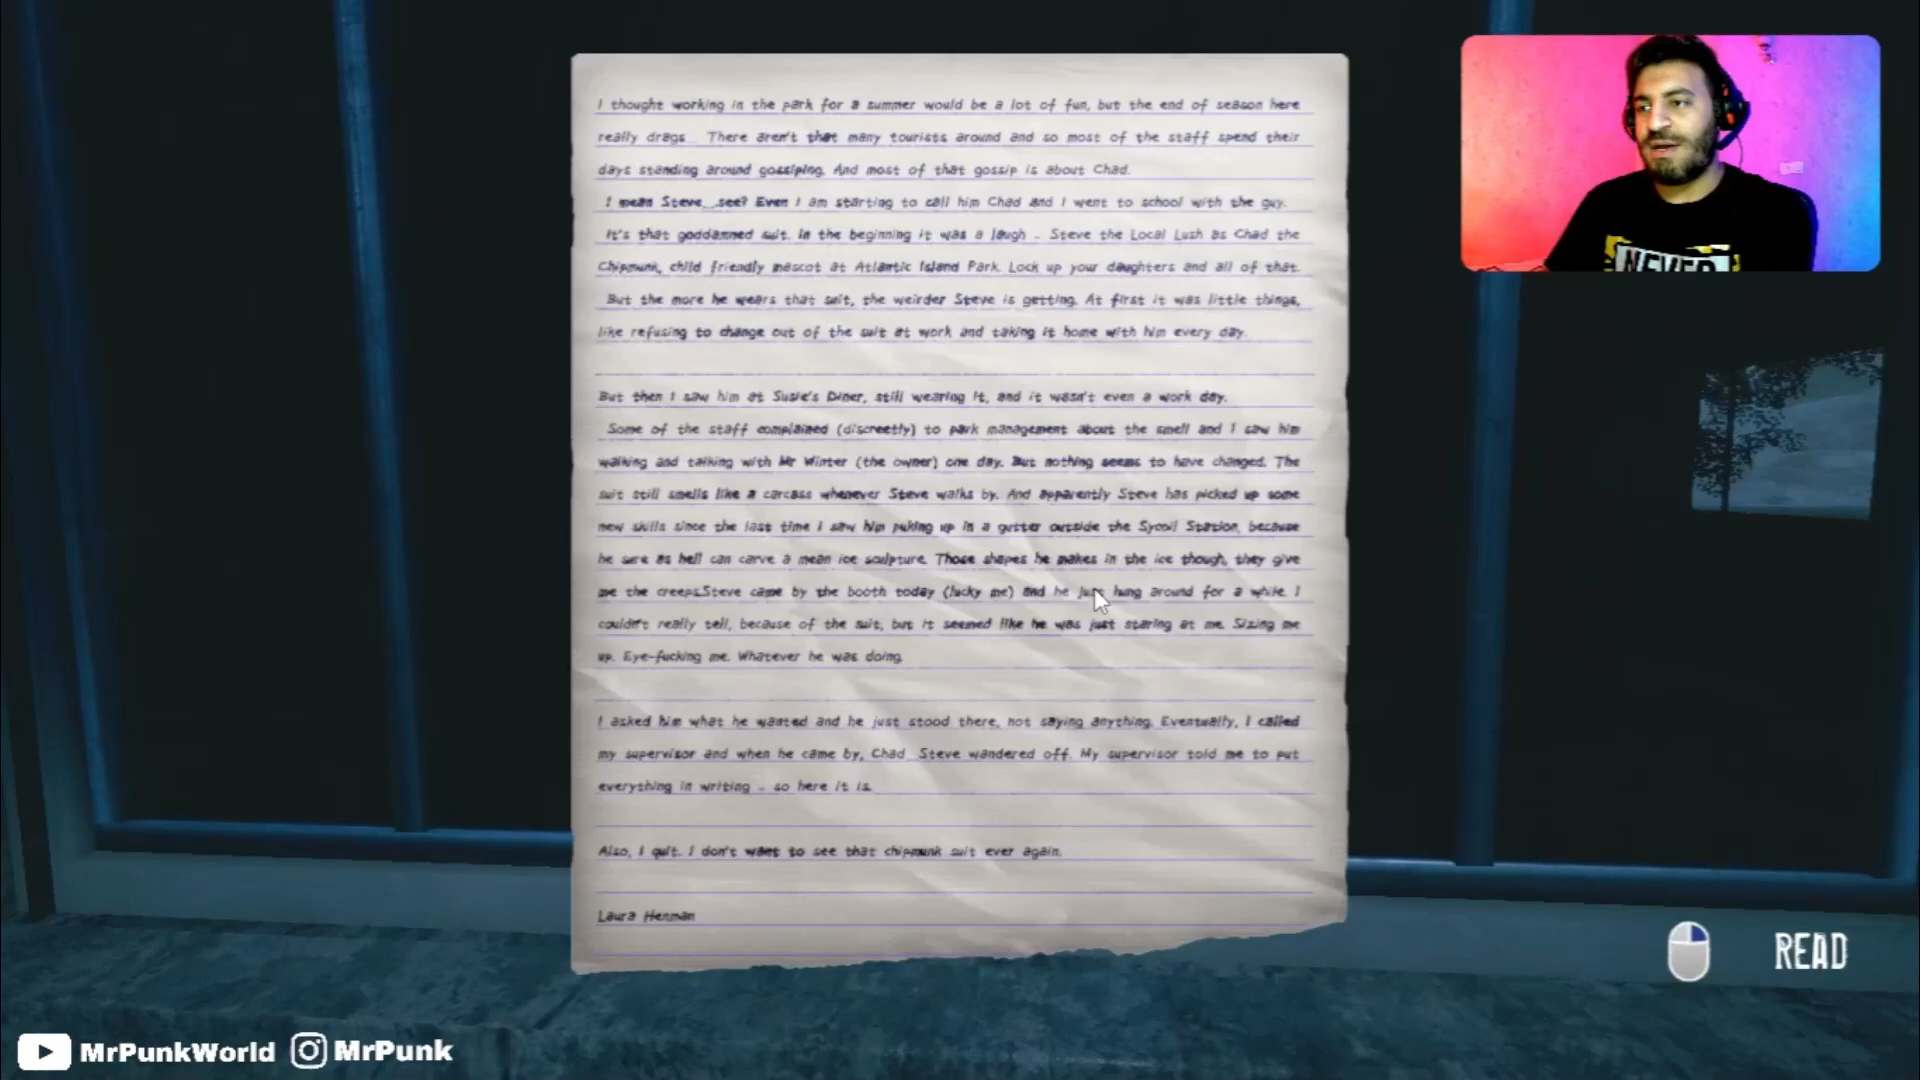 I thought working in the park for a summer would be a lot of fun, but the end of season here
really drags... There aren't that many tourists around and so most of the staff spend their
days standing around gossiping. And most of that gossip is about Chad.
I mean Steve...see? Even I am starting to call him Chad and I went to school with the guy.
It's that goddamned suit. In the beginning it was a laugh - Steve the Local Lush as Chad the
Chipmunk, child friendly mascot at Atlantic Island Park. Lock up your daughters and all of that.
But the more he wears that suit, the weirder Steve is getting. At first it was little things,
like refusing to change out of the suit at work and taking it home with him every day.
But then I saw him at Susie's Diner, still wearing it, and it wasn't even a work day.
Some of the staff complained (discreetly) to park management about the smell and I saw him
walking and talking with Mr Winter (the owner) one day. But nothing seems to have changed. The
suit still smells like a carcass whenever Steve walks by. And apparently Steve has picked up some
new skills since the last time I saw him puking up in a gutter outside the Sycoil Station, because
he sure as hell can carve a mean ice sculpture. Those shapes he makes in the ice though, they give
me the creeps.Steve came by the booth today (lucky me) and he just hung around for a while. I
couldn't really tell, because of the suit, but it seemed like he was just staring at me. Sizing me
up. Eye-fucking me. Whatever he was doing.
I asked him what he wanted and he just stood there, not saying anything. Eventually, I called
my supervisor and when he came by, Chad...Steve wandered off. My supervisor told me to put
everything in writing - so here it is.
Also, I quit. I don't want to see that chipmunk suit ever again.
Laura Henman
NEVER
READ
MrPunkWorld MrPunk